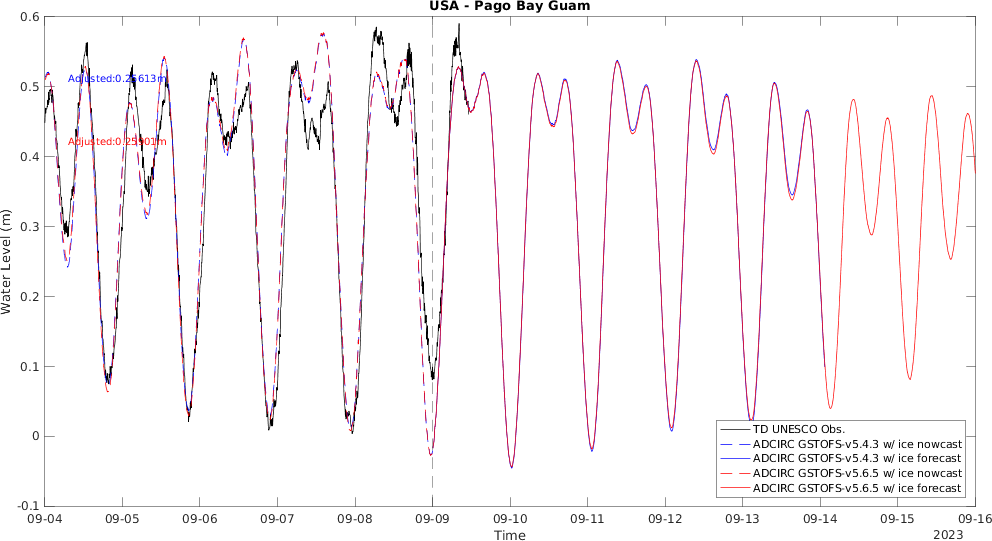 USA - Pago Bay Guam
0.6
0.5
0.4
0.3
0.2
0.1
0
-0.1
Water Level (m)
Adjusted:0.25613m
Adjusted:0.25901m
TD UNESCO Obs.
ADCIRC GSTOFS-v5.4.3 w/ ice nowcast
ADCIRC GSTOFS-v5.4.3 w/ ice forecast
ADCIRC GSTOFS-v5.6.5 w/ ice nowcast
ADCIRC GSTOFS-v5.6.5 w/ ice forecast
09-04 09-05 09-06 09-07 09-08 09-09 09-10 09-11 09-12 09-13 09-14 09-15 09-16
Time
2023